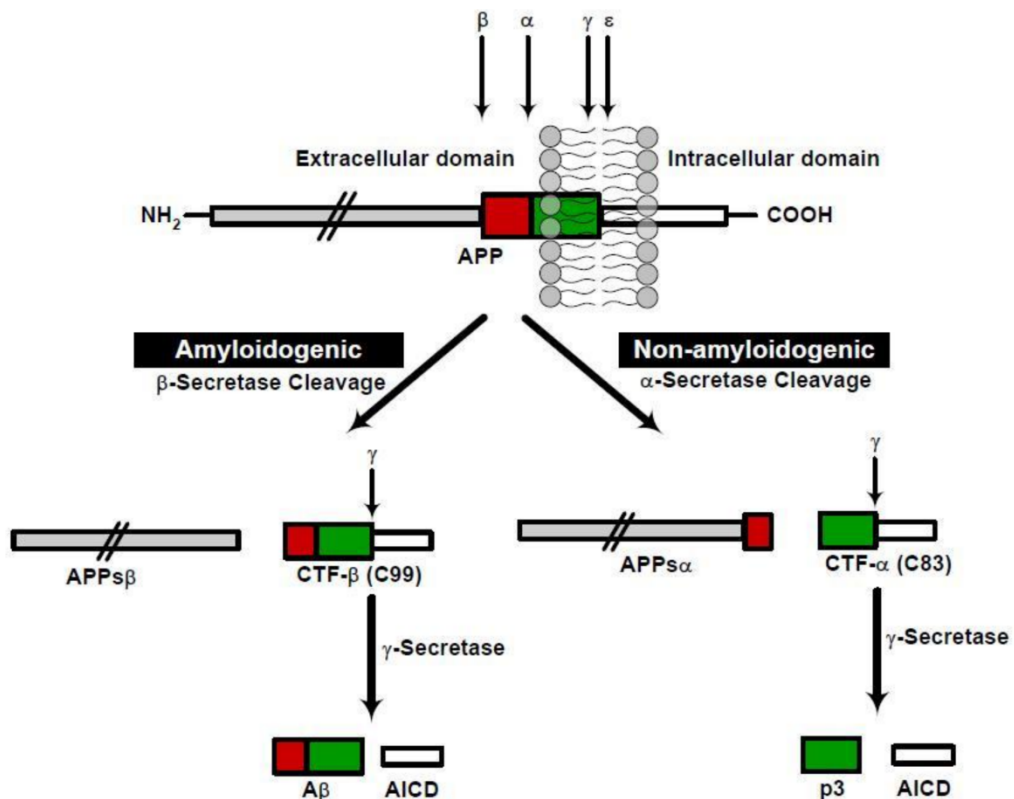 β α γ ε
Extracellular domain Intracellular domain
NH₂ COOH
APP
Amyloidogenic Non-amyloidogenic
β-Secretase Cleavage α-Secretase Cleavage
γ γ
APPsβ CTF-β (C99) APPsα CTF-α (C83)
γ-Secretase γ-Secretase
Aβ AICD p3 AICD